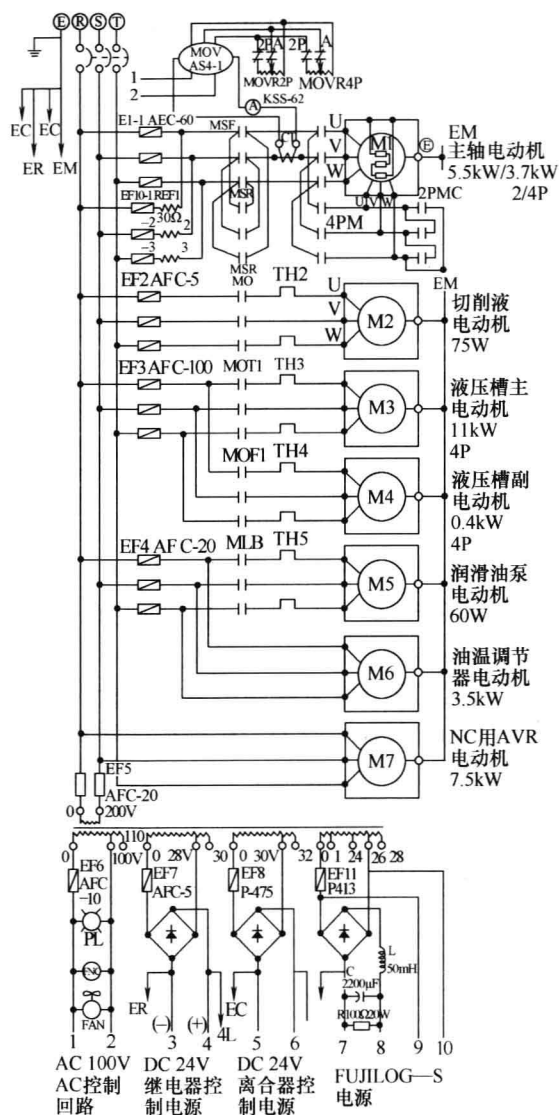 E R S T
MOV
AS4-1
2PA 2P A
MOVR2P MOVR4P
1
2
A KSS-62
EC EC
ER EM
E1-1 AEC-60
MSF
CT
U
V
W
M1
E
EM
主轴电动机
5.5kW/3.7kW
2/4P
EF10-1 REF1
30Ω
-2 2
-3 3
MSR
MSR
MO
4PM
U V W
2PMC
EM
EF2 AFC-5
TH2
U
V
W
M2
切削液
电动机
75W
EF3 AFC-100
MOT1
TH3
M3
液压槽主
电动机
11kW
4P
MOF1
TH4
M4
液压槽副
电动机
0.4kW
4P
EF4 AFC-20
MLB
TH5
M5
润滑油泵
电动机
60W
M6
油温调节
器电动机
3.5kW
M7
NC用AVR
电动机
7.5kW
EF5
AFC-20
0 200V
0 100V 110
0 28V 30
0 30V 32
0 1 24 26 28
EF6
AFC
-10
EF7
AFC-5
EF8
P-475
EF11
P413
PL
FAN
L
50mH
C
2200μF
R100Ω20W
ER
(−) (+)
4L
EC
1 2 3 4 5 6 7 8 9 10
AC 100V
AC控制
回路
DC 24V
继电器控
制电源
DC 24V
离合器控
制电源
FUJILOG—S
电源